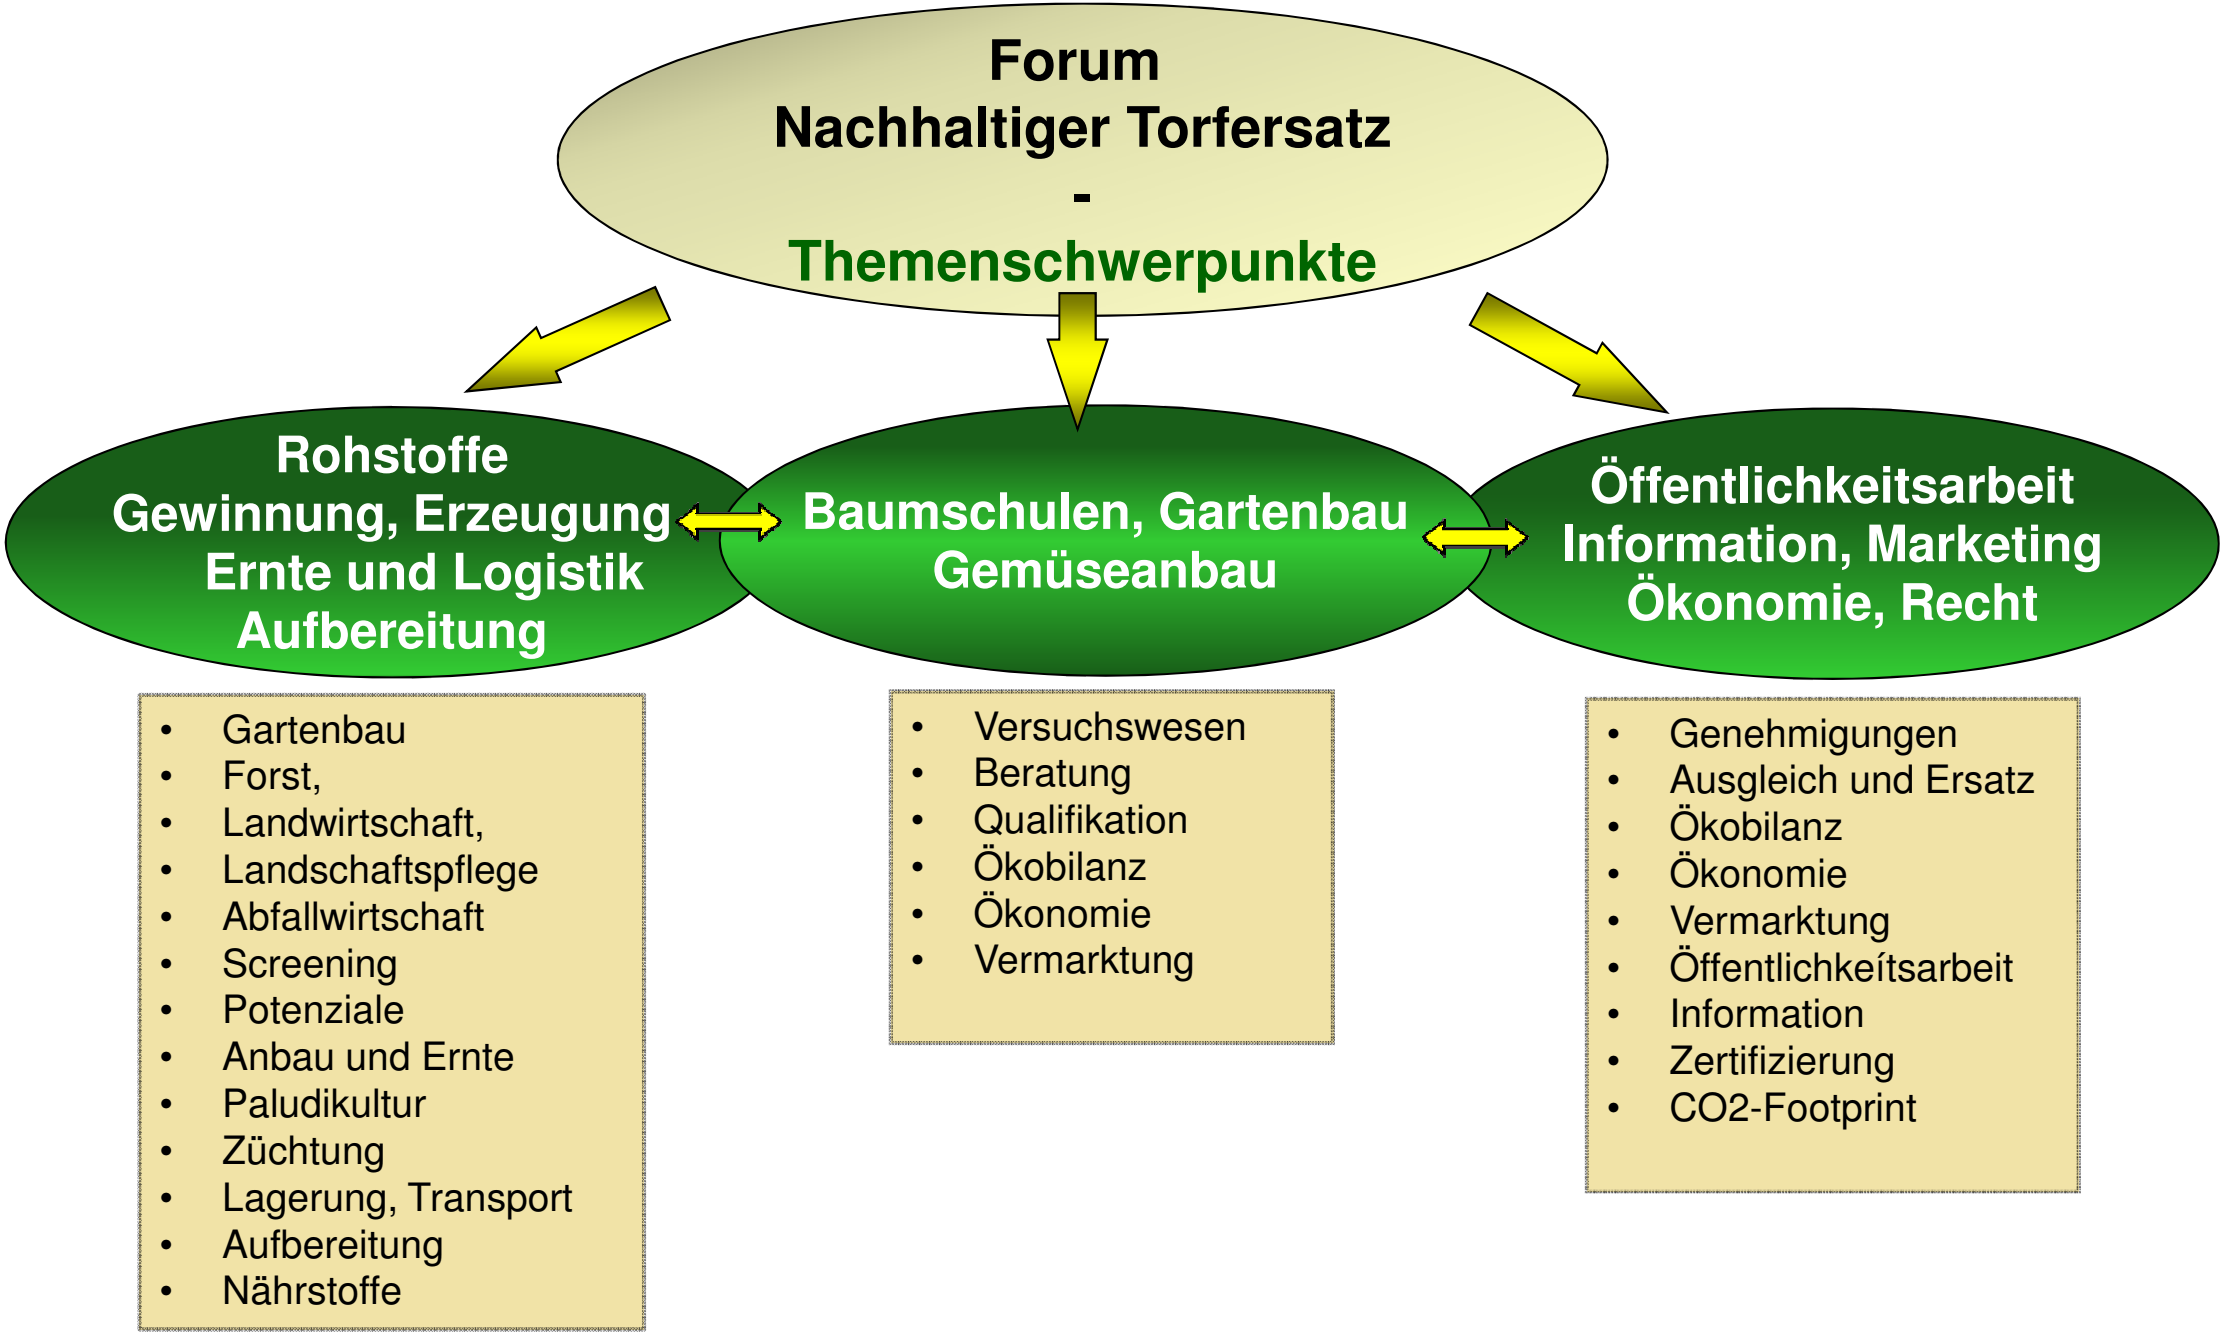 Forum
Nachhaltiger Torfersatz
-
Themenschwerpunkte
Rohstoffe
Gewinnung, Erzeugung
Ernte und Logistik
Aufbereitung
Baumschulen, Gartenbau
Gemüseanbau
Öffentlichkeitsarbeit
Information, Marketing
Ökonomie, Recht
• Gartenbau
• Forst,
• Landwirtschaft,
• Landschaftspflege
• Abfallwirtschaft
• Screening
• Potenziale
• Anbau und Ernte
• Paludikultur
• Züchtung
• Lagerung, Transport
• Aufbereitung
• Nährstoffe
• Versuchswesen
• Beratung
• Qualifikation
• Ökobilanz
• Ökonomie
• Vermarktung
• Genehmigungen
• Ausgleich und Ersatz
• Ökobilanz
• Ökonomie
• Vermarktung
• Öffentlichkeítsarbeit
• Information
• Zertifizierung
• CO2-Footprint